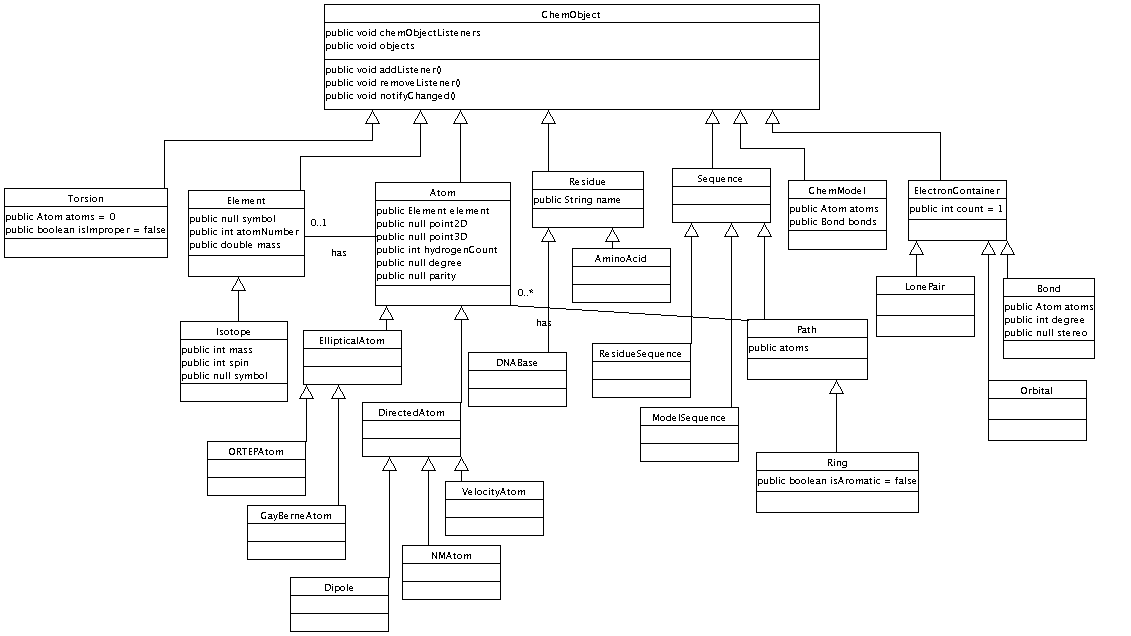 ChemObject
public void chemObjectListeners
public void objects
public void addListener()
public void removeListener()
public void notifyChanged()
Torsion
public Atom atoms = 0
public boolean isImproper = false
Element
public null symbol
public int atomNumber
public double mass
0..1
has
Atom
public Element element
public null point2D
public null point3D
public int hydrogenCount
public null degree
public null parity
0..*
has
Residue
public String name
Sequence
ChemModel
public Atom atoms
public Bond bonds
ElectronContainer
public int count = 1
AminoAcid
LonePair
Bond
public Atom atoms
public int degree
public null stereo
Isotope
public int mass
public int spin
public null symbol
EllipticalAtom
DNABase
ResidueSequence
Path
public atoms
Orbital
DirectedAtom
ModelSequence
ORTEPAtom
Ring
public boolean isAromatic = false
VelocityAtom
GayBerneAtom
NMAtom
Dipole